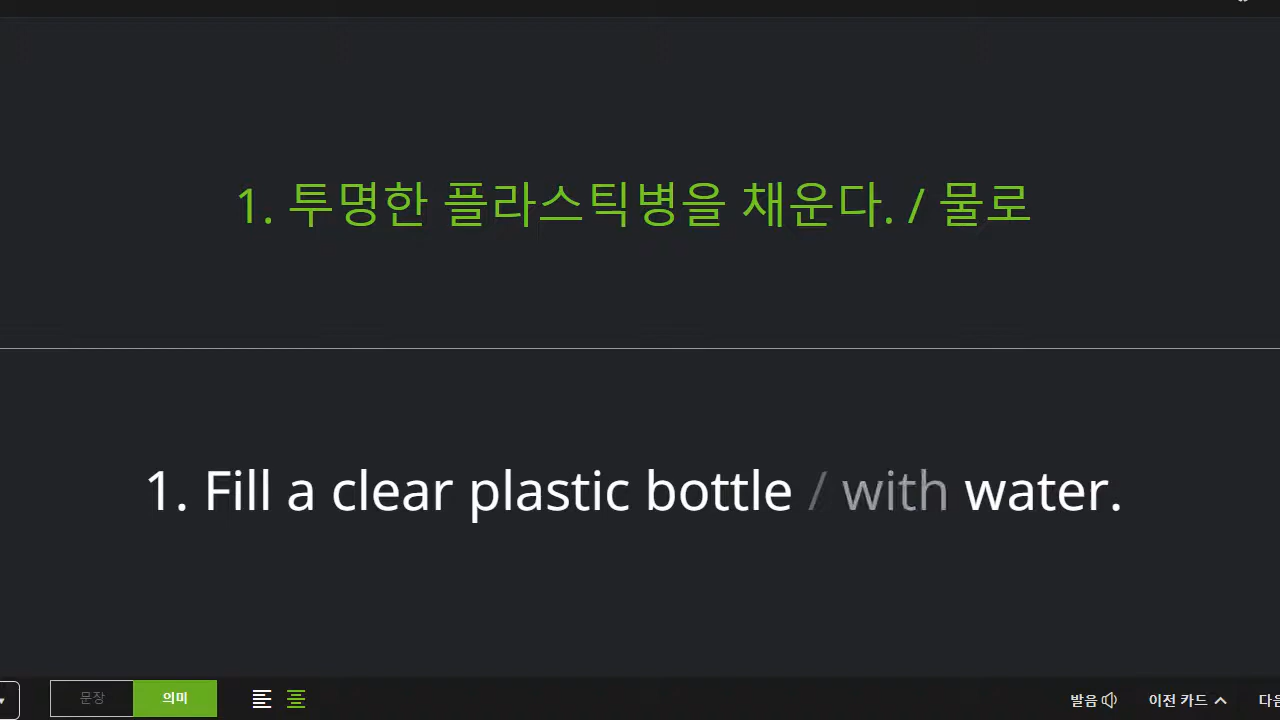 1. 투명한 플라스틱병을 채운다. / 물로
1. Fill a clear plastic bottle / with water.
문장 의미 발음 이전 카드